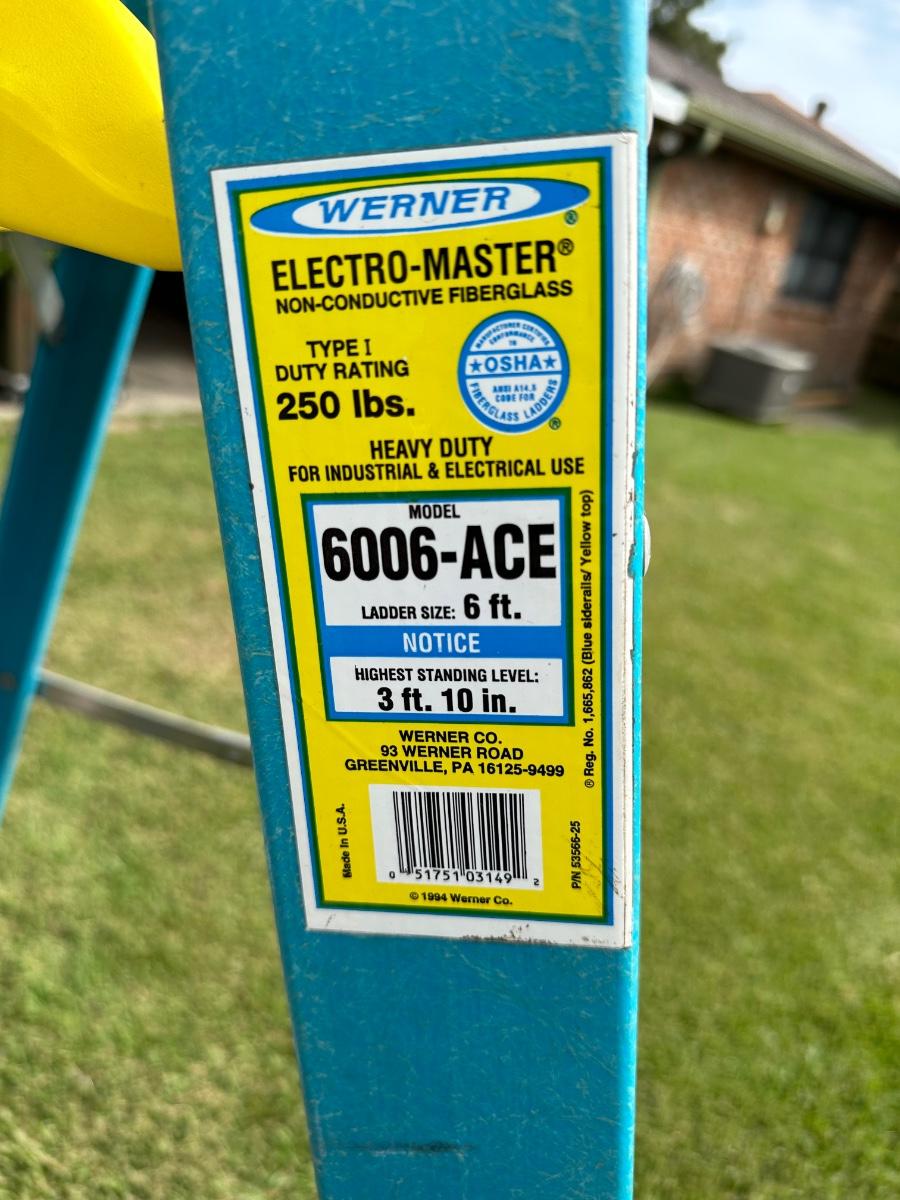 WERNER®
ELECTRO-MASTER®
NON-CONDUCTIVE FIBERGLASS
TYPE I
DUTY RATING
250 lbs.
MANUFACTURER CERTIFIES
CONFORMANCE
TO
★OSHA★
ANSI A14.5
CODE FOR
FIBERGLASS LADDERS
®
HEAVY DUTY
FOR INDUSTRIAL & ELECTRICAL USE
MODEL
6006-ACE
LADDER SIZE: 6 ft.
NOTICE
HIGHEST STANDING LEVEL:
3 ft. 10 in.
® Reg. No. 1,665,862 (Blue siderails/ Yellow top)
WERNER CO.
93 WERNER ROAD
GREENVILLE, PA 16125-9499
Made In U.S.A.
0 51751 03149 2
P/N 53566-25
© 1994 Werner Co.